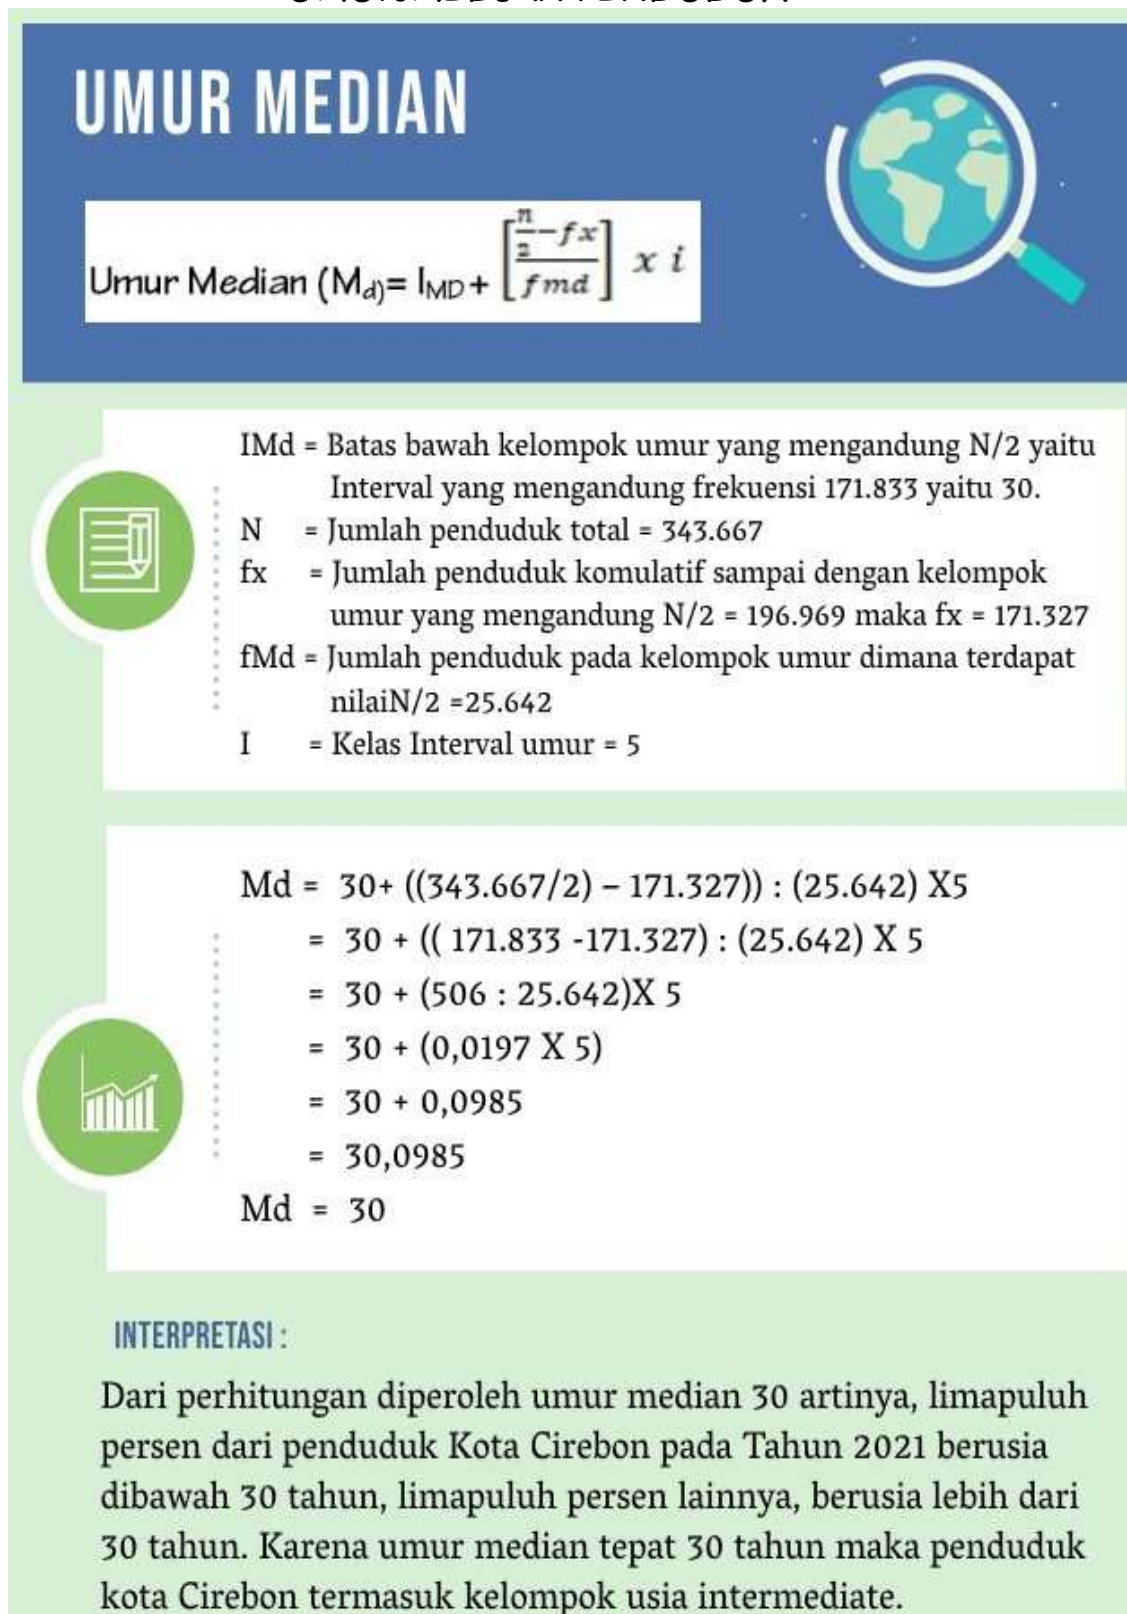 UMUR MEDIAN
Umur Median (Md)= IMD + [(n/2 − fx)/fmd] x i
IMd = Batas bawah kelompok umur yang mengandung N/2 yaitu
Interval yang mengandung frekuensi 171.833 yaitu 30.
N = Jumlah penduduk total = 343.667
fx = Jumlah penduduk komulatif sampai dengan kelompok
umur yang mengandung N/2 = 196.969 maka fx = 171.327
fMd = Jumlah penduduk pada kelompok umur dimana terdapat
nilaiN/2 =25.642
I = Kelas Interval umur = 5
Md = 30+ ((343.667/2) – 171.327)) : (25.642) X5
= 30 + (( 171.833 -171.327) : (25.642) X 5
= 30 + (506 : 25.642)X 5
= 30 + (0,0197 X 5)
= 30 + 0,0985
= 30,0985
Md = 30
INTERPRETASI :
Dari perhitungan diperoleh umur median 30 artinya, limapuluh
persen dari penduduk Kota Cirebon pada Tahun 2021 berusia
dibawah 30 tahun, limapuluh persen lainnya, berusia lebih dari
30 tahun. Karena umur median tepat 30 tahun maka penduduk
kota Cirebon termasuk kelompok usia intermediate.